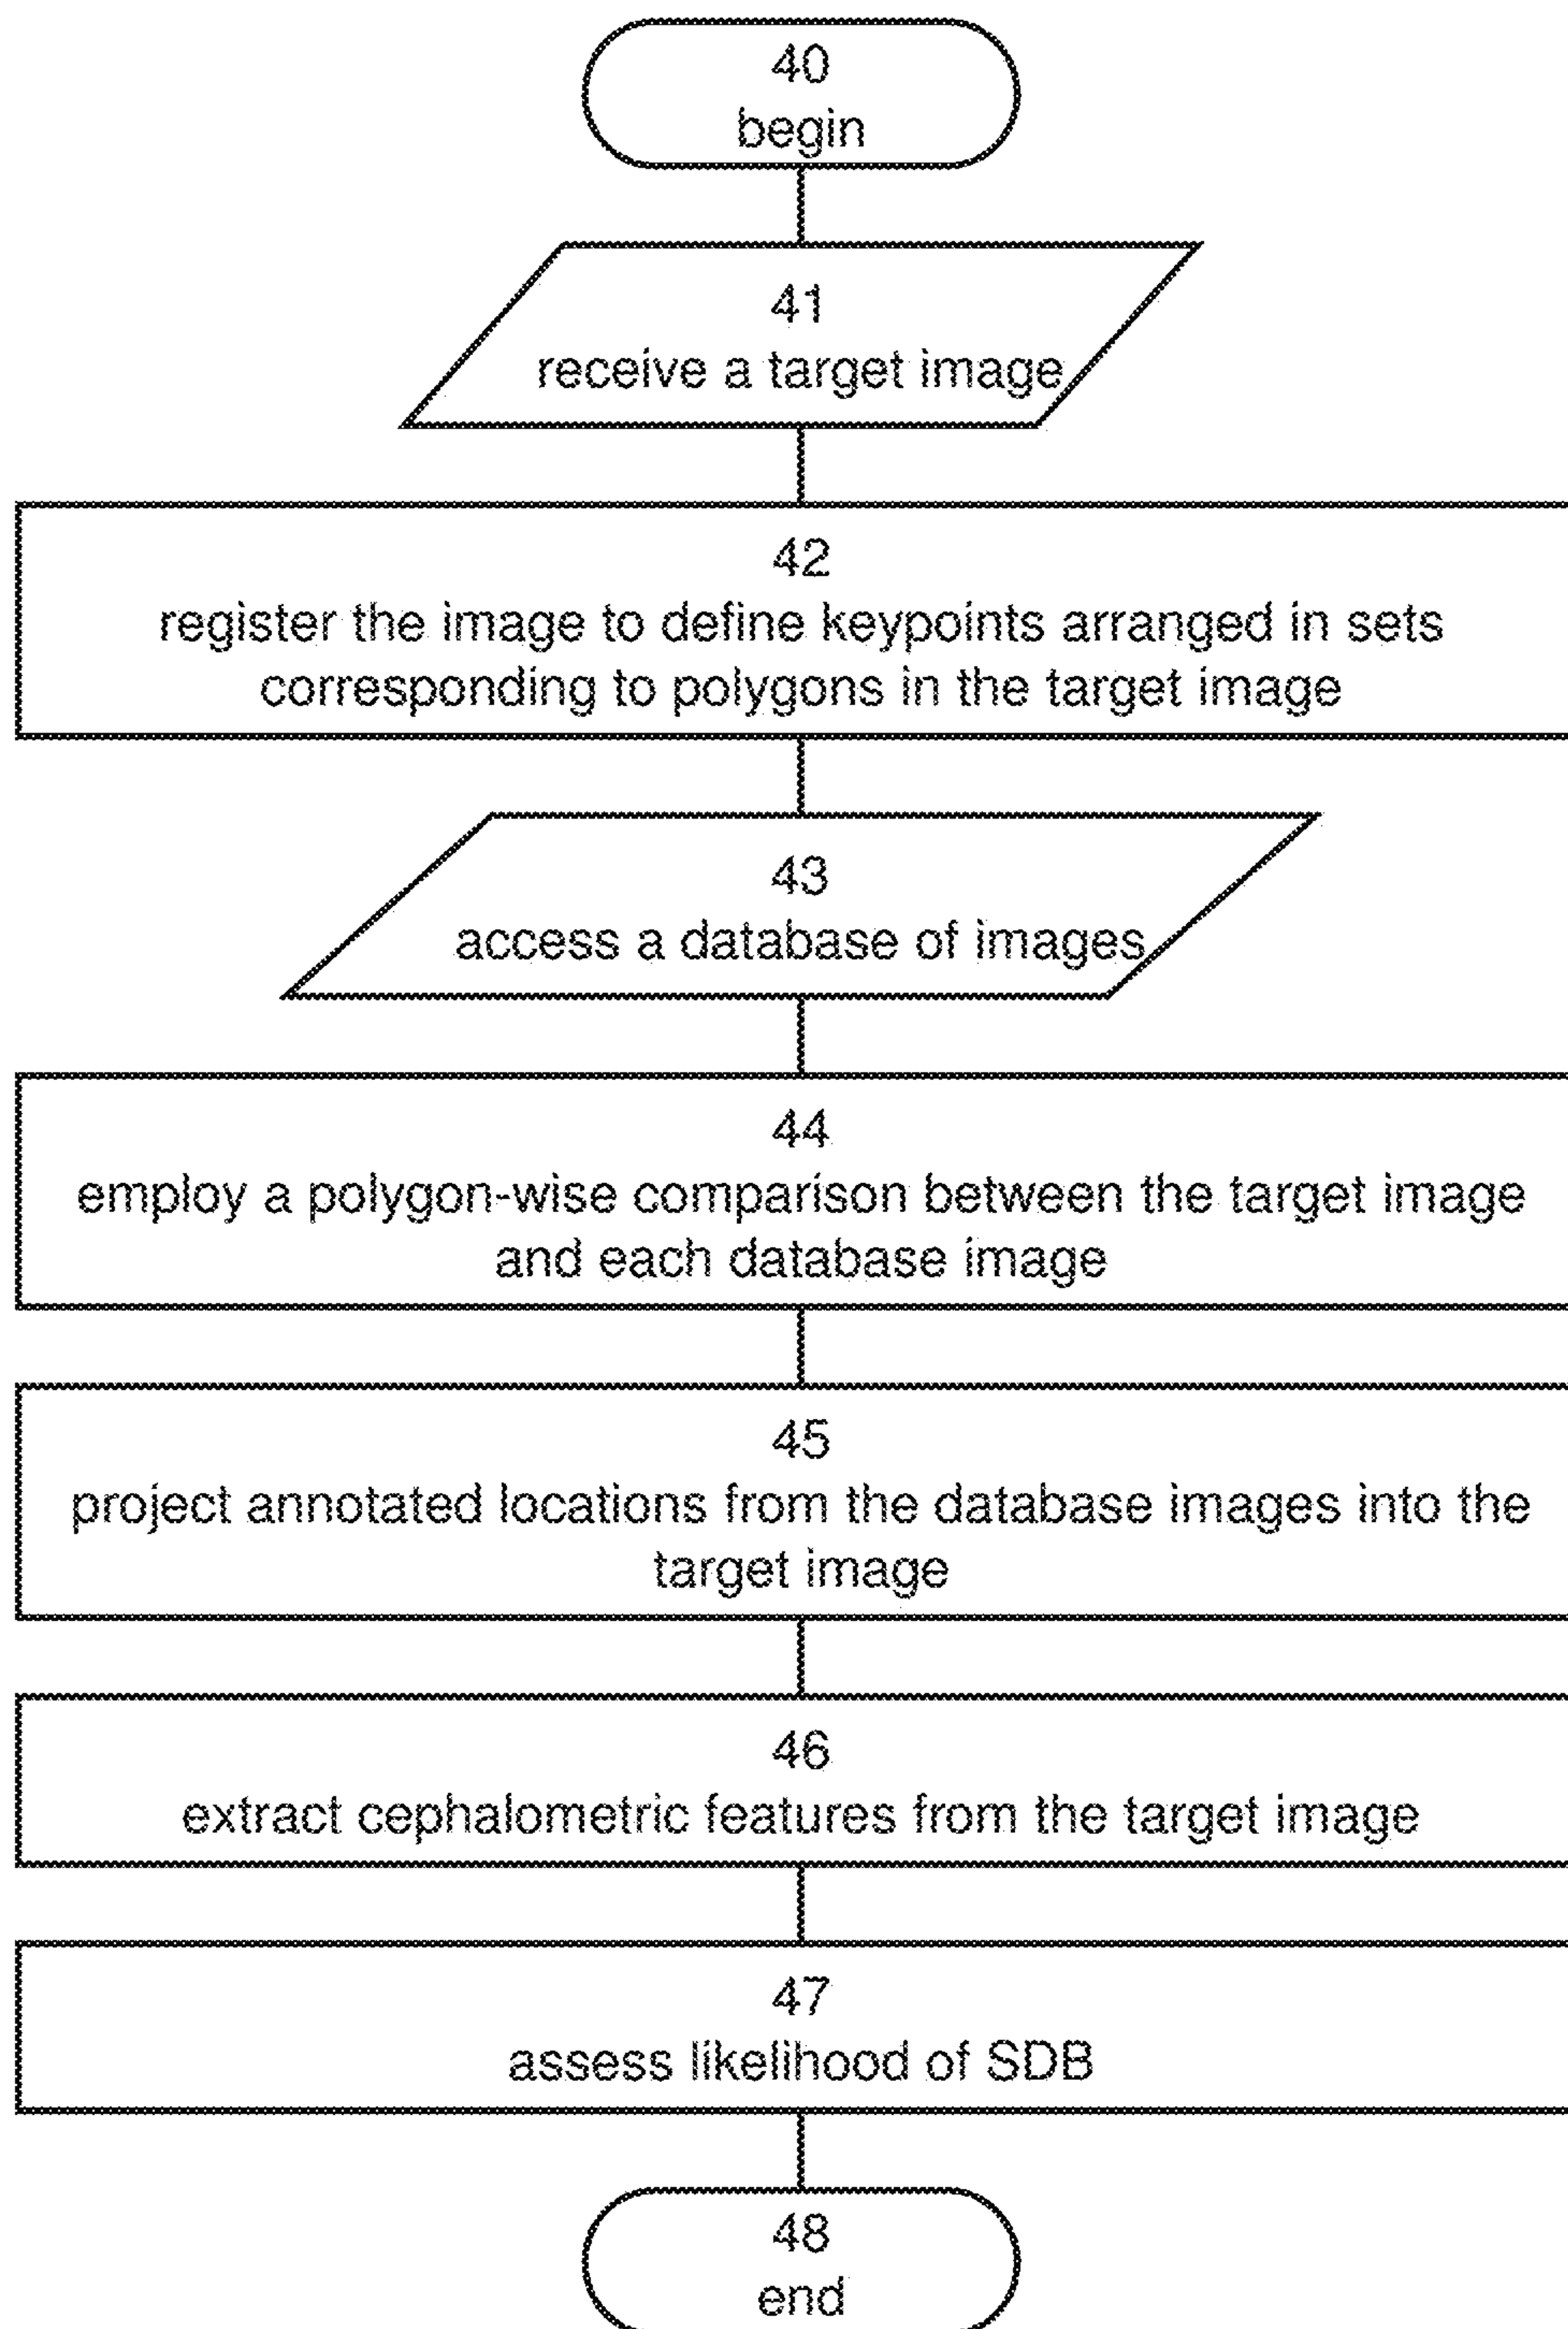 40
begin
41
receive a target image
42
register the image to define keypoints arranged in sets
corresponding to polygons in the target image
43
access a database of images
44
employ a polygon-wise comparison between the target image
and each database image
45
project annotated locations from the database images into the
target image
46
extract cephalometric features from the target image
47
assess likelihood of SDB
48
end